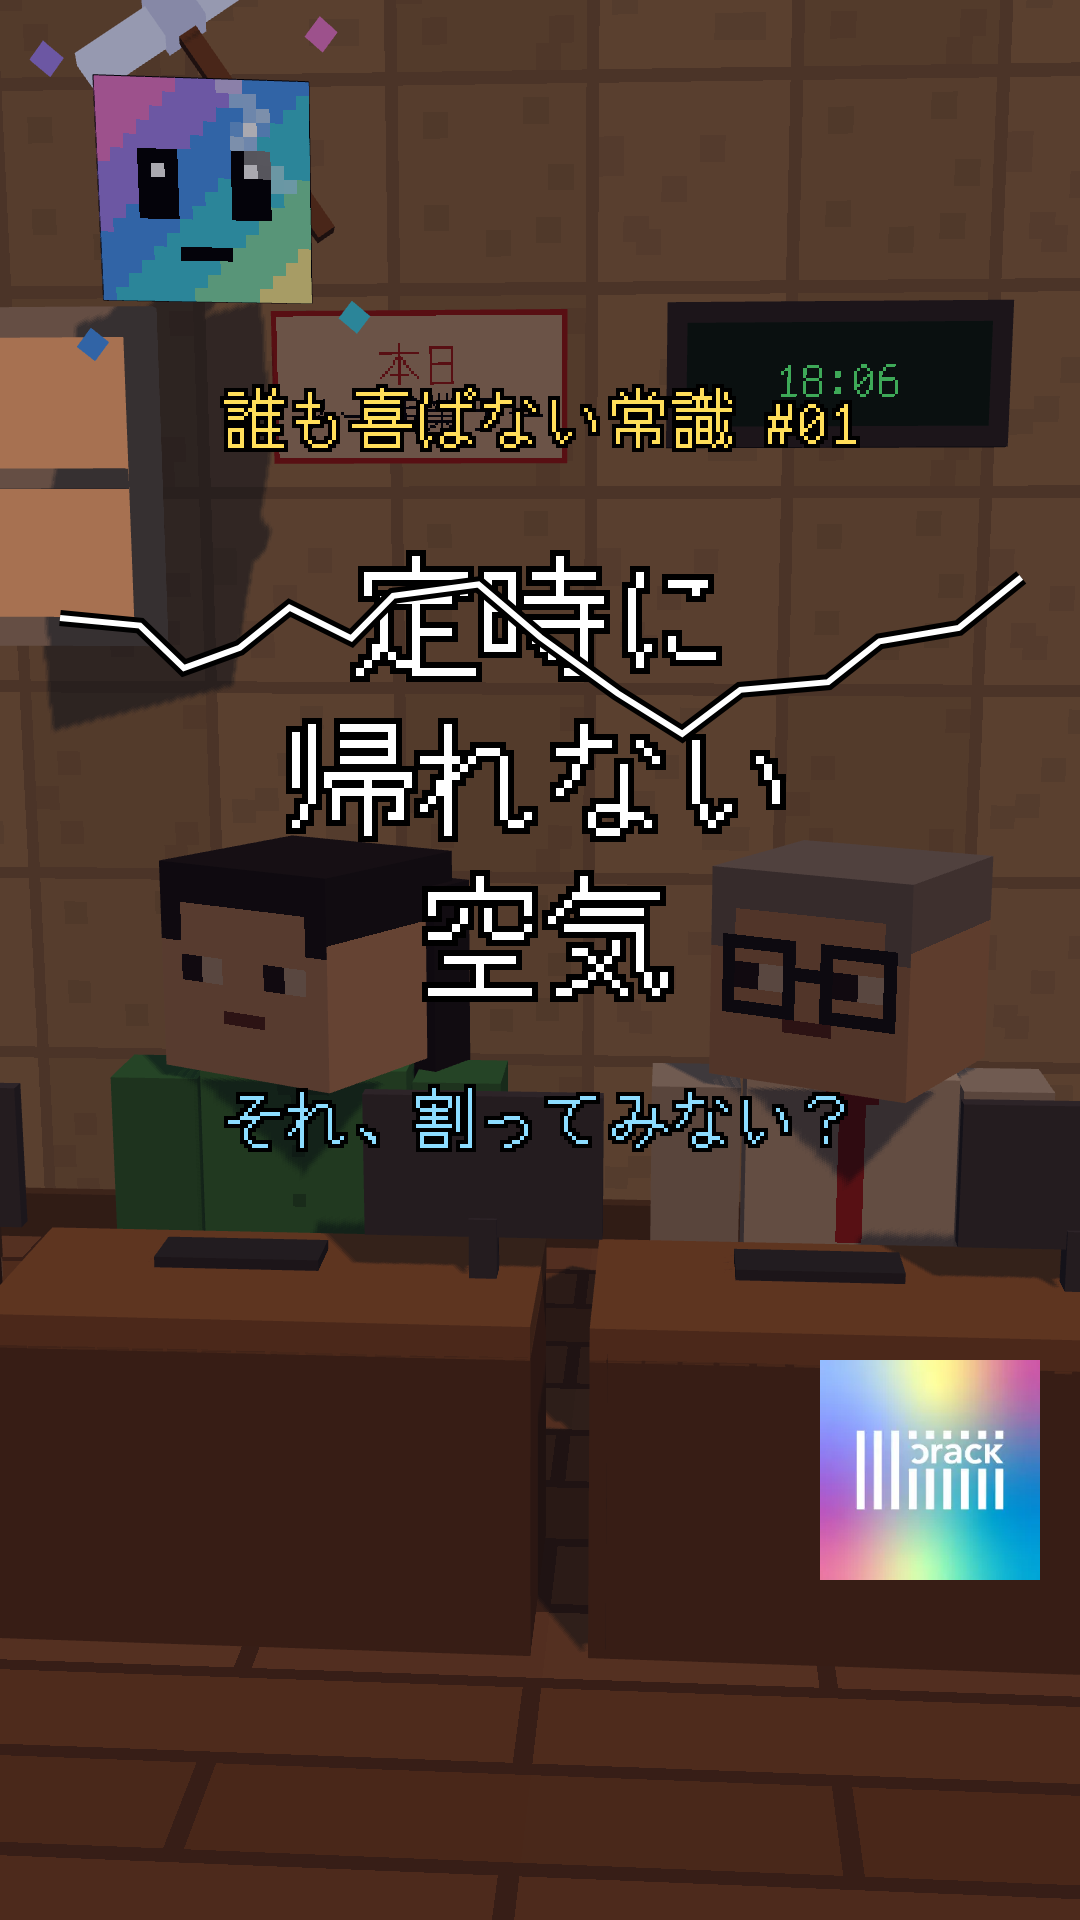 本日
18:06
誰も喜ばない常識 #01
定時に
帰れない
空気
それ、割ってみない？
crack